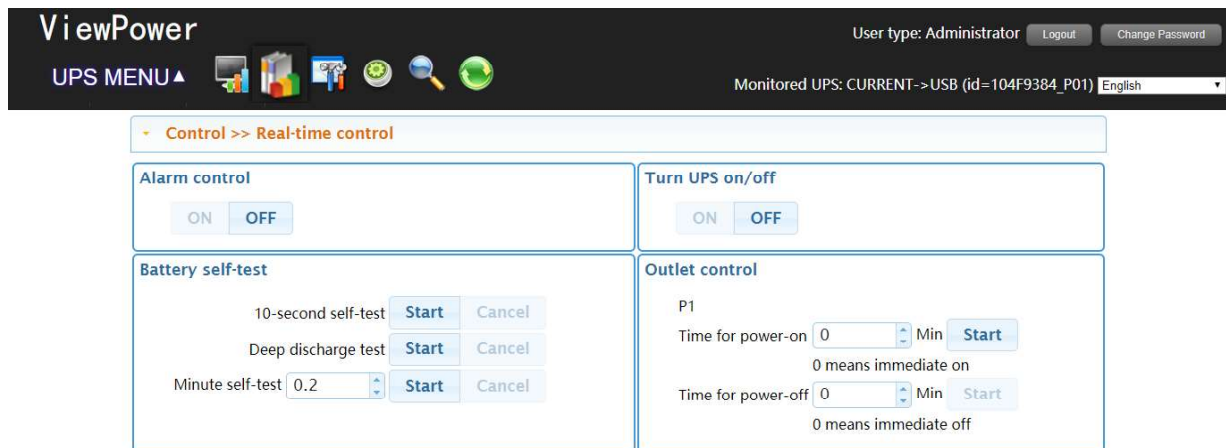 ViewPower
User type: Administrator Logout Change Password
UPS MENU▲
Monitored UPS: CURRENT->USB (id=104F9384_P01) English
Control >> Real-time control
Alarm control
ON OFF
Turn UPS on/off
ON OFF
Battery self-test
10-second self-test Start Cancel
Deep discharge test Start Cancel
Minute self-test 0.2 Start Cancel
Outlet control
P1
Time for power-on 0 Min Start
0 means immediate on
Time for power-off 0 Min Start
0 means immediate off